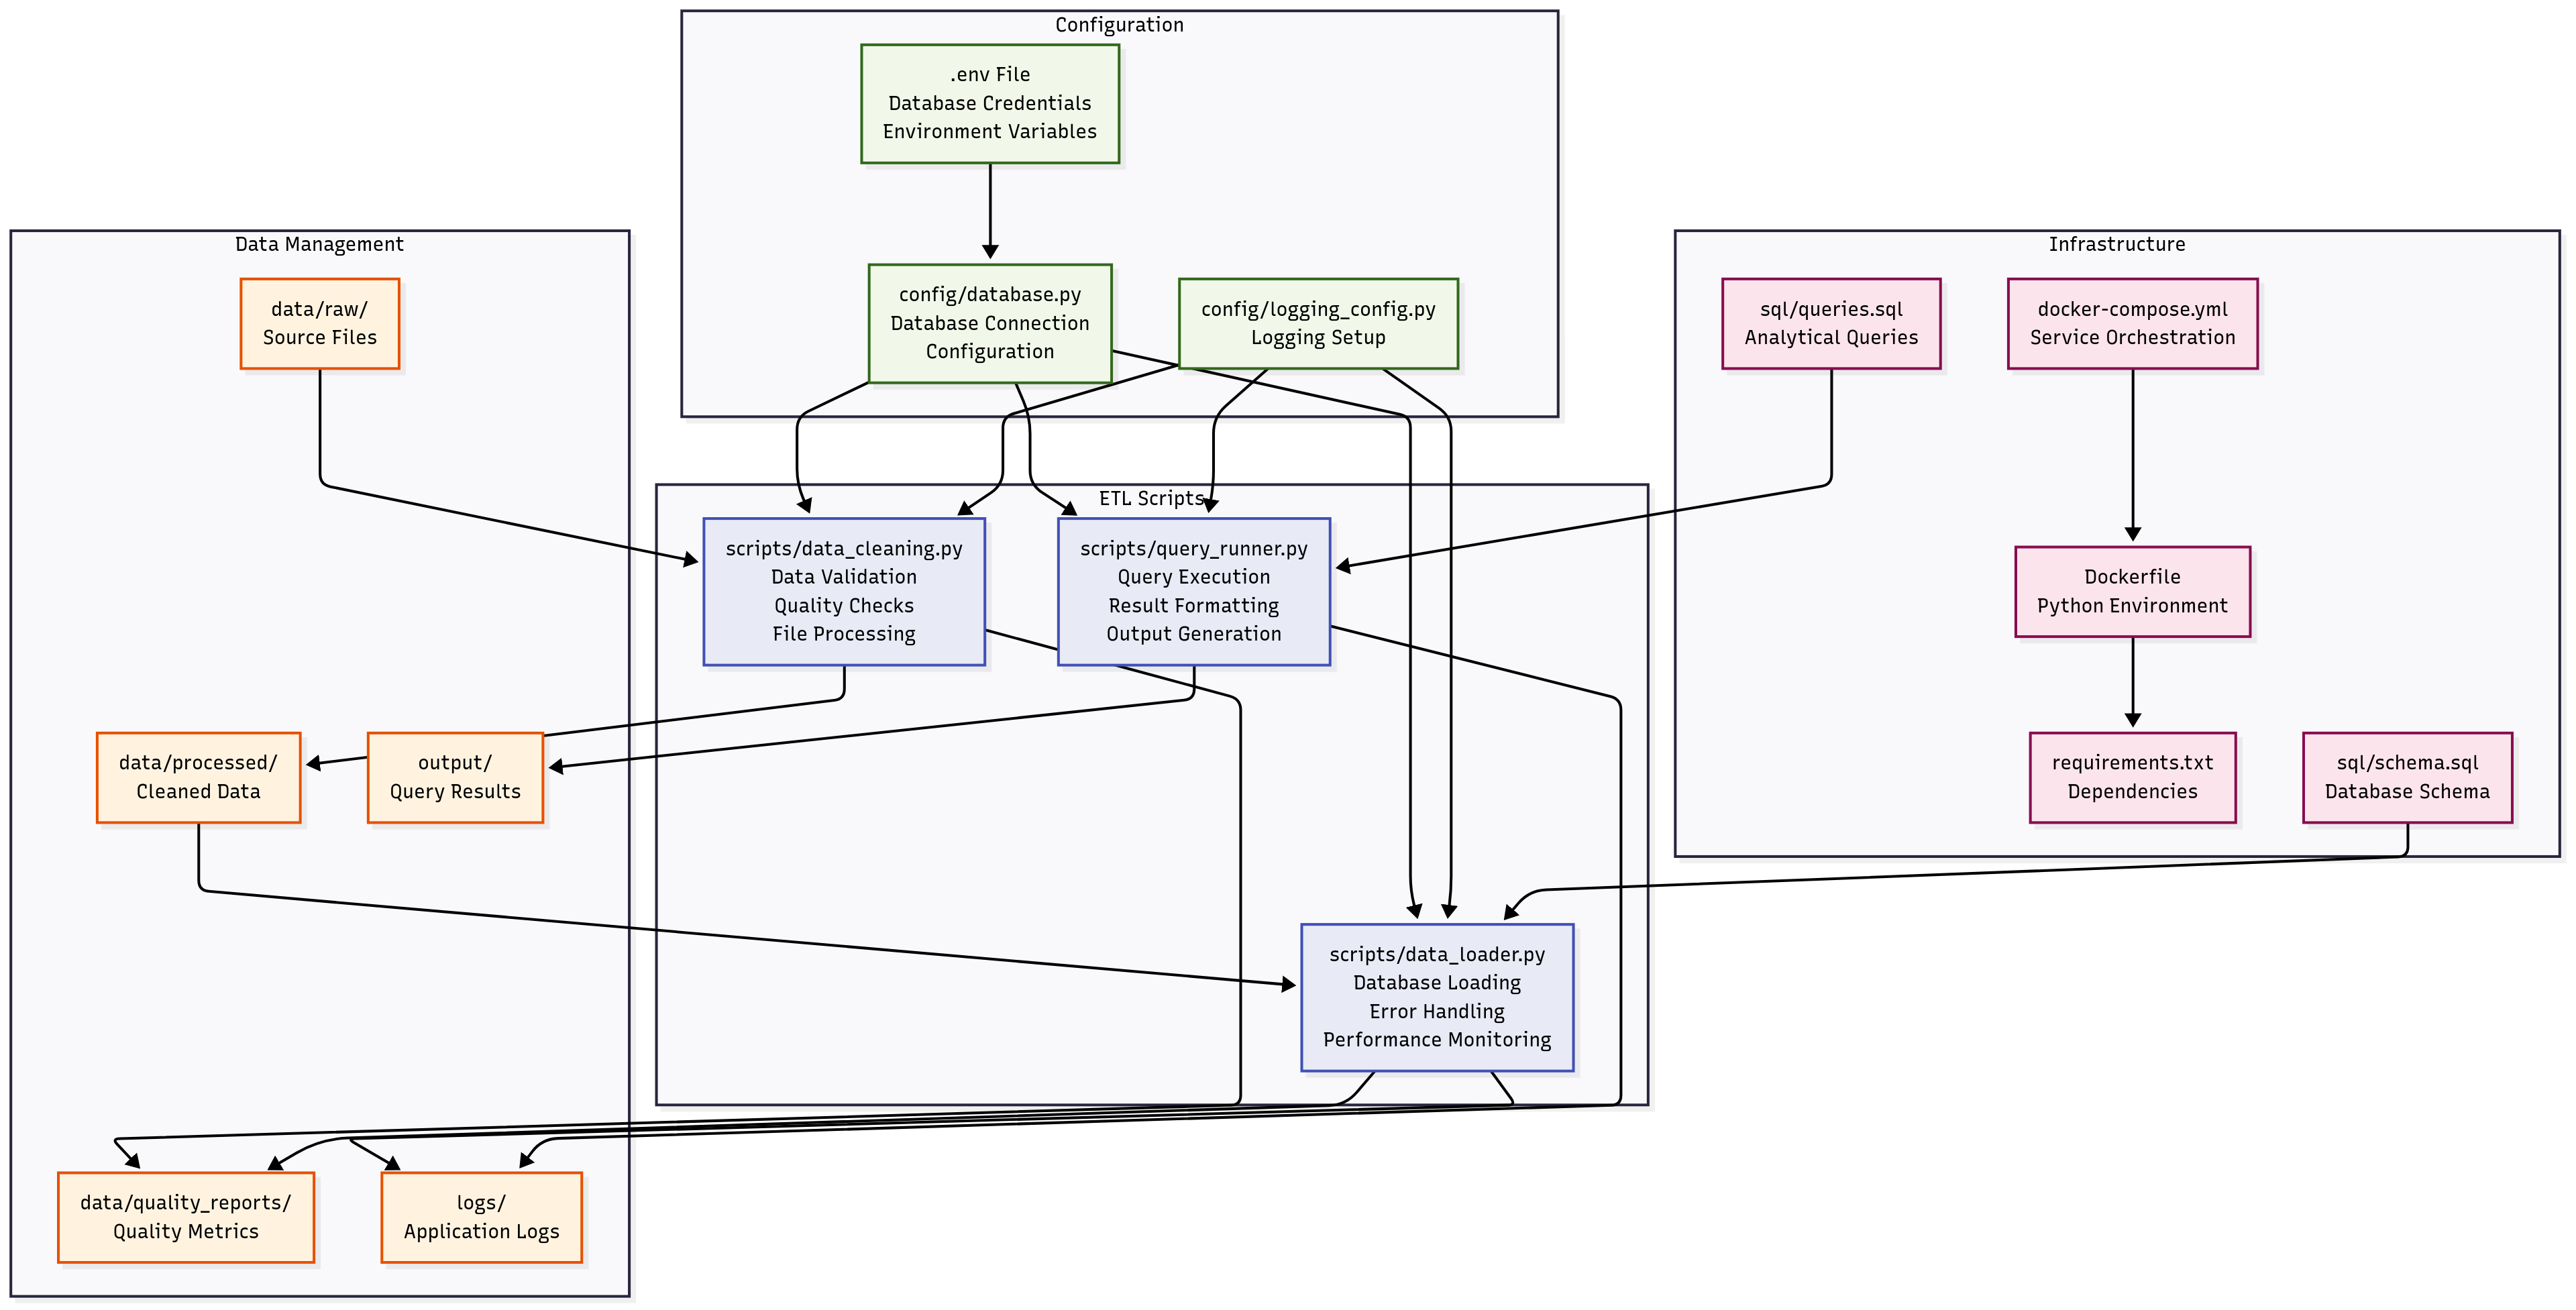 Configuration
.env File
Database Credentials
Environment Variables
config/database.py
Database Connection
Configuration
config/logging_config.py
Logging Setup
Data Management
data/raw/
Source Files
data/processed/
Cleaned Data
output/
Query Results
data/quality_reports/
Quality Metrics
logs/
Application Logs
ETL Scripts
scripts/data_cleaning.py
Data Validation
Quality Checks
File Processing
scripts/query_runner.py
Query Execution
Result Formatting
Output Generation
scripts/data_loader.py
Database Loading
Error Handling
Performance Monitoring
Infrastructure
sql/queries.sql
Analytical Queries
docker-compose.yml
Service Orchestration
Dockerfile
Python Environment
requirements.txt
Dependencies
sql/schema.sql
Database Schema